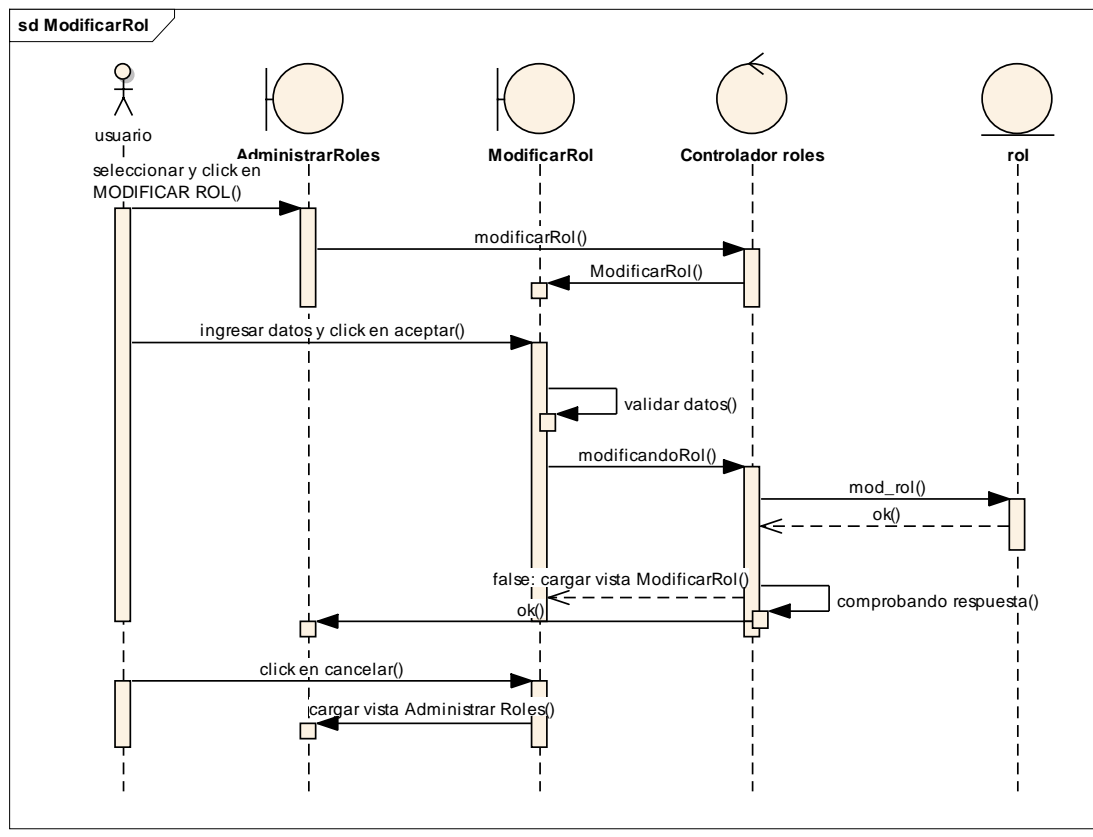 sd ModificarRol
usuario
AdministrarRoles
ModificarRol
Controlador roles
rol
seleccionar y click en
MODIFICAR ROL()
modificarRol()
ModificarRol()
ingresar datos y click en aceptar()
validar datos()
modificandoRol()
mod_rol()
ok()
false: cargar vista ModificarRol()
comprobando respuesta()
ok()
click en cancelar()
cargar vista Administrar Roles()